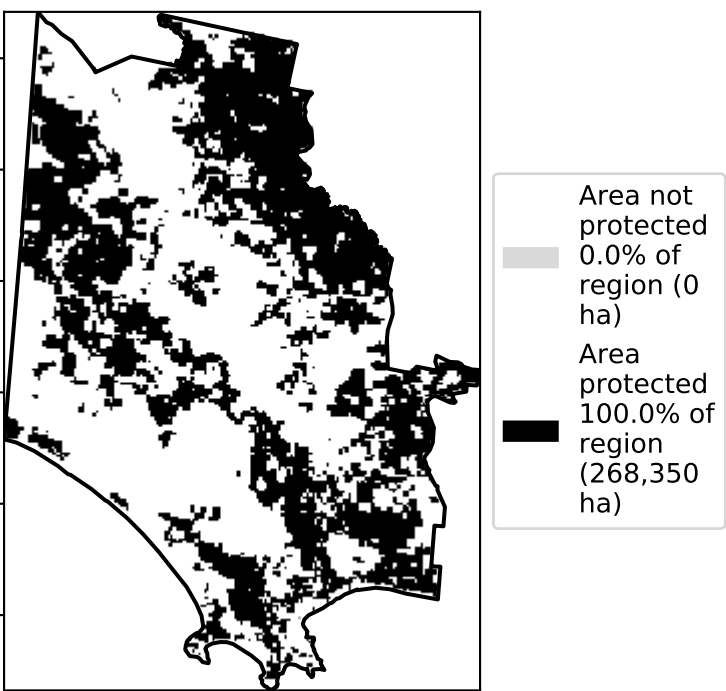 Area not
protected
0.0% of
region (0
ha)
Area
protected
100.0% of
region
(268,350
ha)